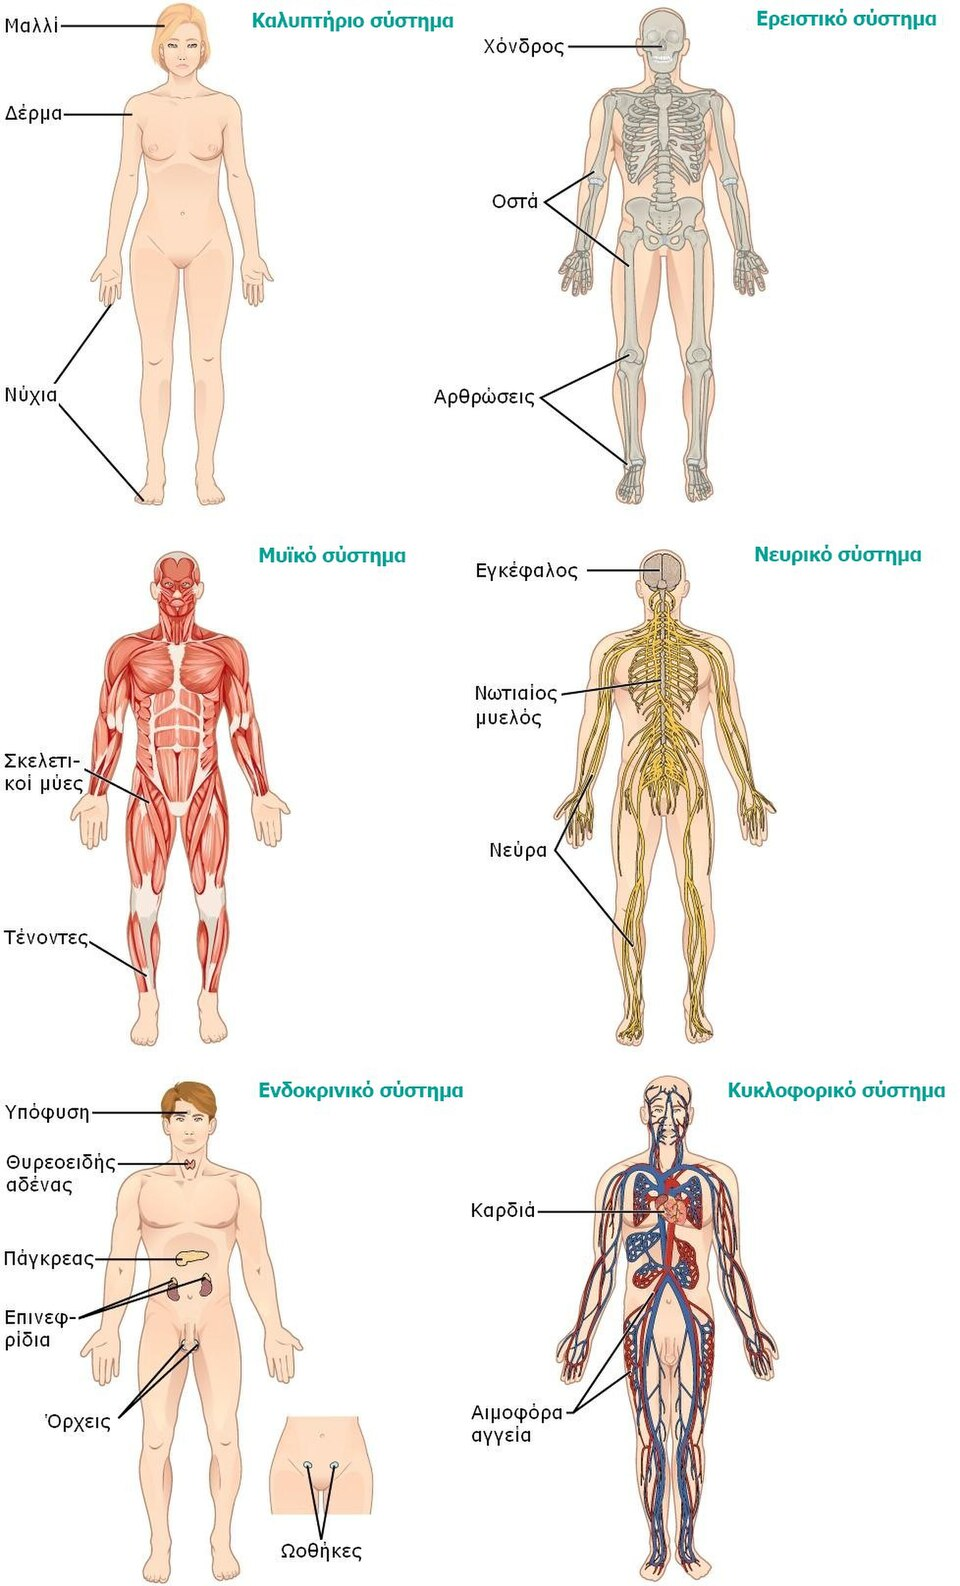 Καλυπτήριο σύστημα
Μαλλί
Δέρμα
Νύχια
Ερειστικό σύστημα
Χόνδρος
Οστά
Αρθρώσεις
Μυϊκό σύστημα
Σκελετι-
κοί μύες
Τένοντες
Νευρικό σύστημα
Εγκέφαλος
Νωτιαίος
μυελός
Νεύρα
Ενδοκρινικό σύστημα
Υπόφυση
Θυρεοειδής
αδένας
Πάγκρεας
Επινεφ-
ρίδια
Όρχεις
Ωοθήκες
Κυκλοφορικό σύστημα
Καρδιά
Αιμοφόρα
αγγεία